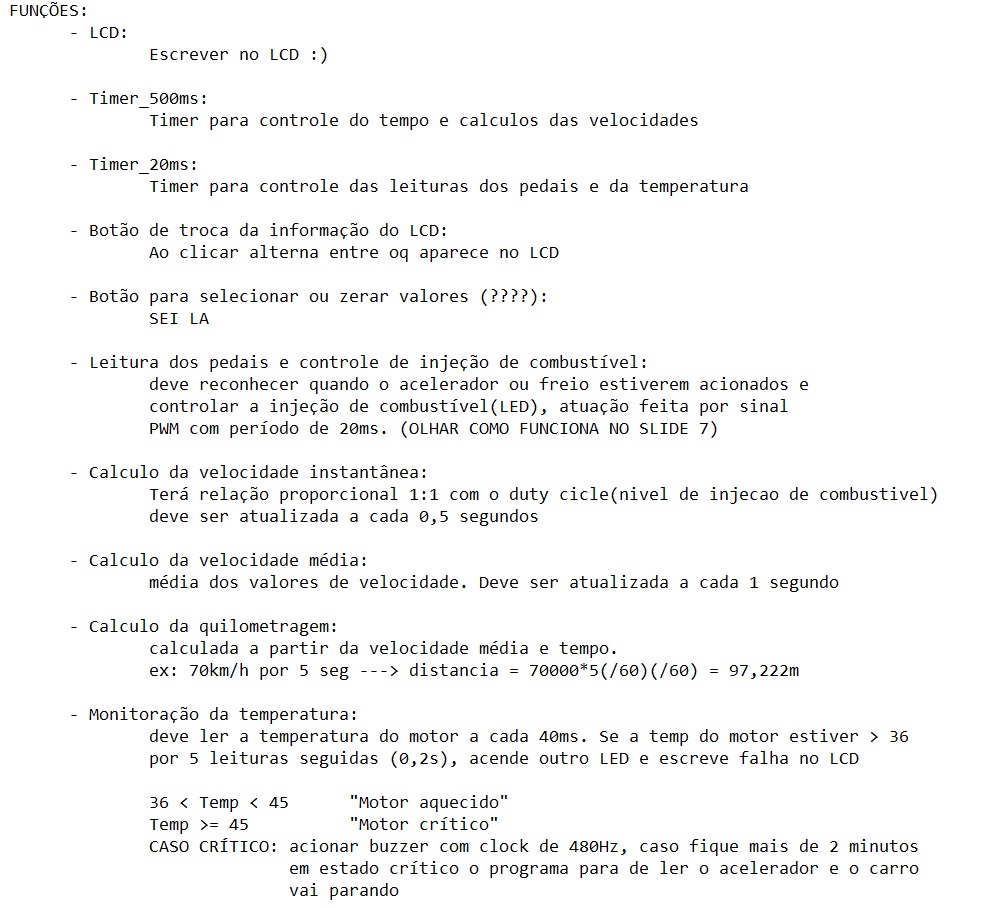 FUNÇÕES:
- LCD:
Escrever no LCD :)
- Timer_500ms:
Timer para controle do tempo e calculos das velocidades
- Timer_20ms:
Timer para controle das leituras dos pedais e da temperatura
- Botão de troca da informação do LCD:
Ao clicar alterna entre oq aparece no LCD
- Botão para selecionar ou zerar valores (????):
SEI LA
- Leitura dos pedais e controle de injeção de combustível:
deve reconhecer quando o acelerador ou freio estiverem acionados e
controlar a injeção de combustível(LED), atuação feita por sinal
PWM com período de 20ms. (OLHAR COMO FUNCIONA NO SLIDE 7)
- Calculo da velocidade instantânea:
Terá relação proporcional 1:1 com o duty cicle(nivel de injecao de combustivel)
deve ser atualizada a cada 0,5 segundos
- Calculo da velocidade média:
média dos valores de velocidade. Deve ser atualizada a cada 1 segundo
- Calculo da quilometragem:
calculada a partir da velocidade média e tempo.
ex: 70km/h por 5 seg ---> distancia = 70000*5(/60)(/60) = 97,222m
- Monitoração da temperatura:
deve ler a temperatura do motor a cada 40ms. Se a temp do motor estiver > 36
por 5 leituras seguidas (0,2s), acende outro LED e escreve falha no LCD
36 < Temp < 45 "Motor aquecido"
Temp >= 45 "Motor crítico"
CASO CRÍTICO: acionar buzzer com clock de 480Hz, caso fique mais de 2 minutos
em estado crítico o programa para de ler o acelerador e o carro
vai parando